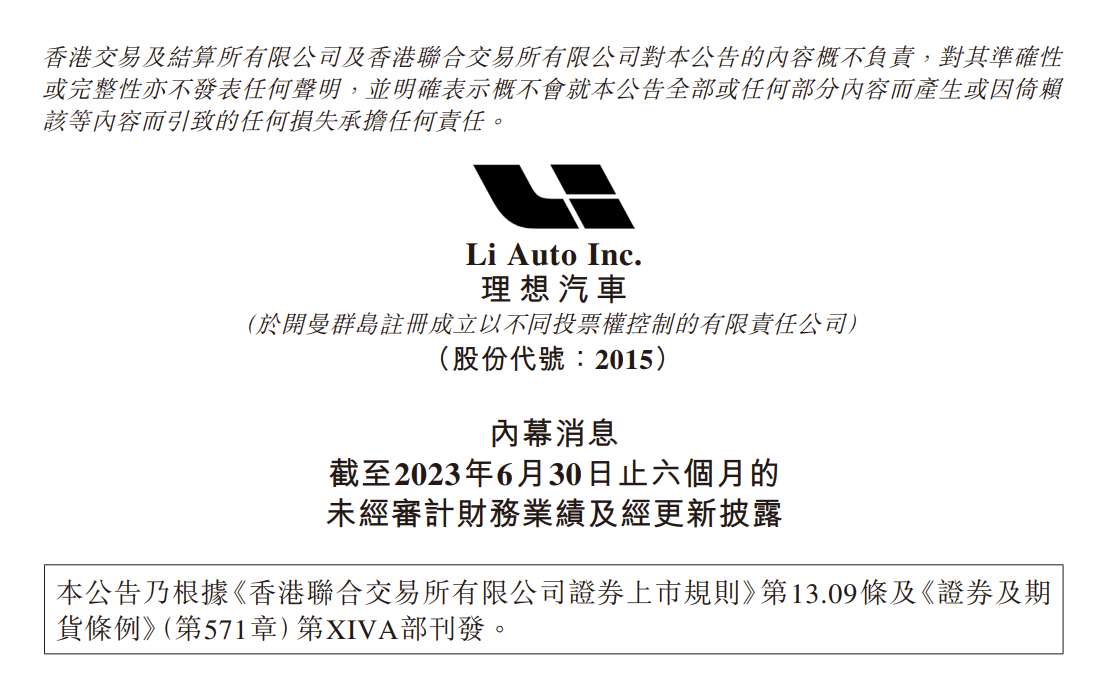 香港交易及結算所有限公司及香港聯合交易所有限公司對本公告的內容概不負責，對其準確性
或完整性亦不發表任何聲明，並明確表示概不會就本公告全部或任何部分內容而產生或因倚賴
該等內容而引致的任何損失承擔任何責任。
Li Auto Inc.
理想汽車
(於開曼群島註冊成立以不同投票權控制的有限責任公司)
（股份代號：2015）
內幕消息
截至2023年6月30日止六個月的
未經審計財務業績及經更新披露
本公告乃根據《香港聯合交易所有限公司證券上市規則》第13.09條及《證券及期
貨條例》(第571章)第XIVA部刊發。